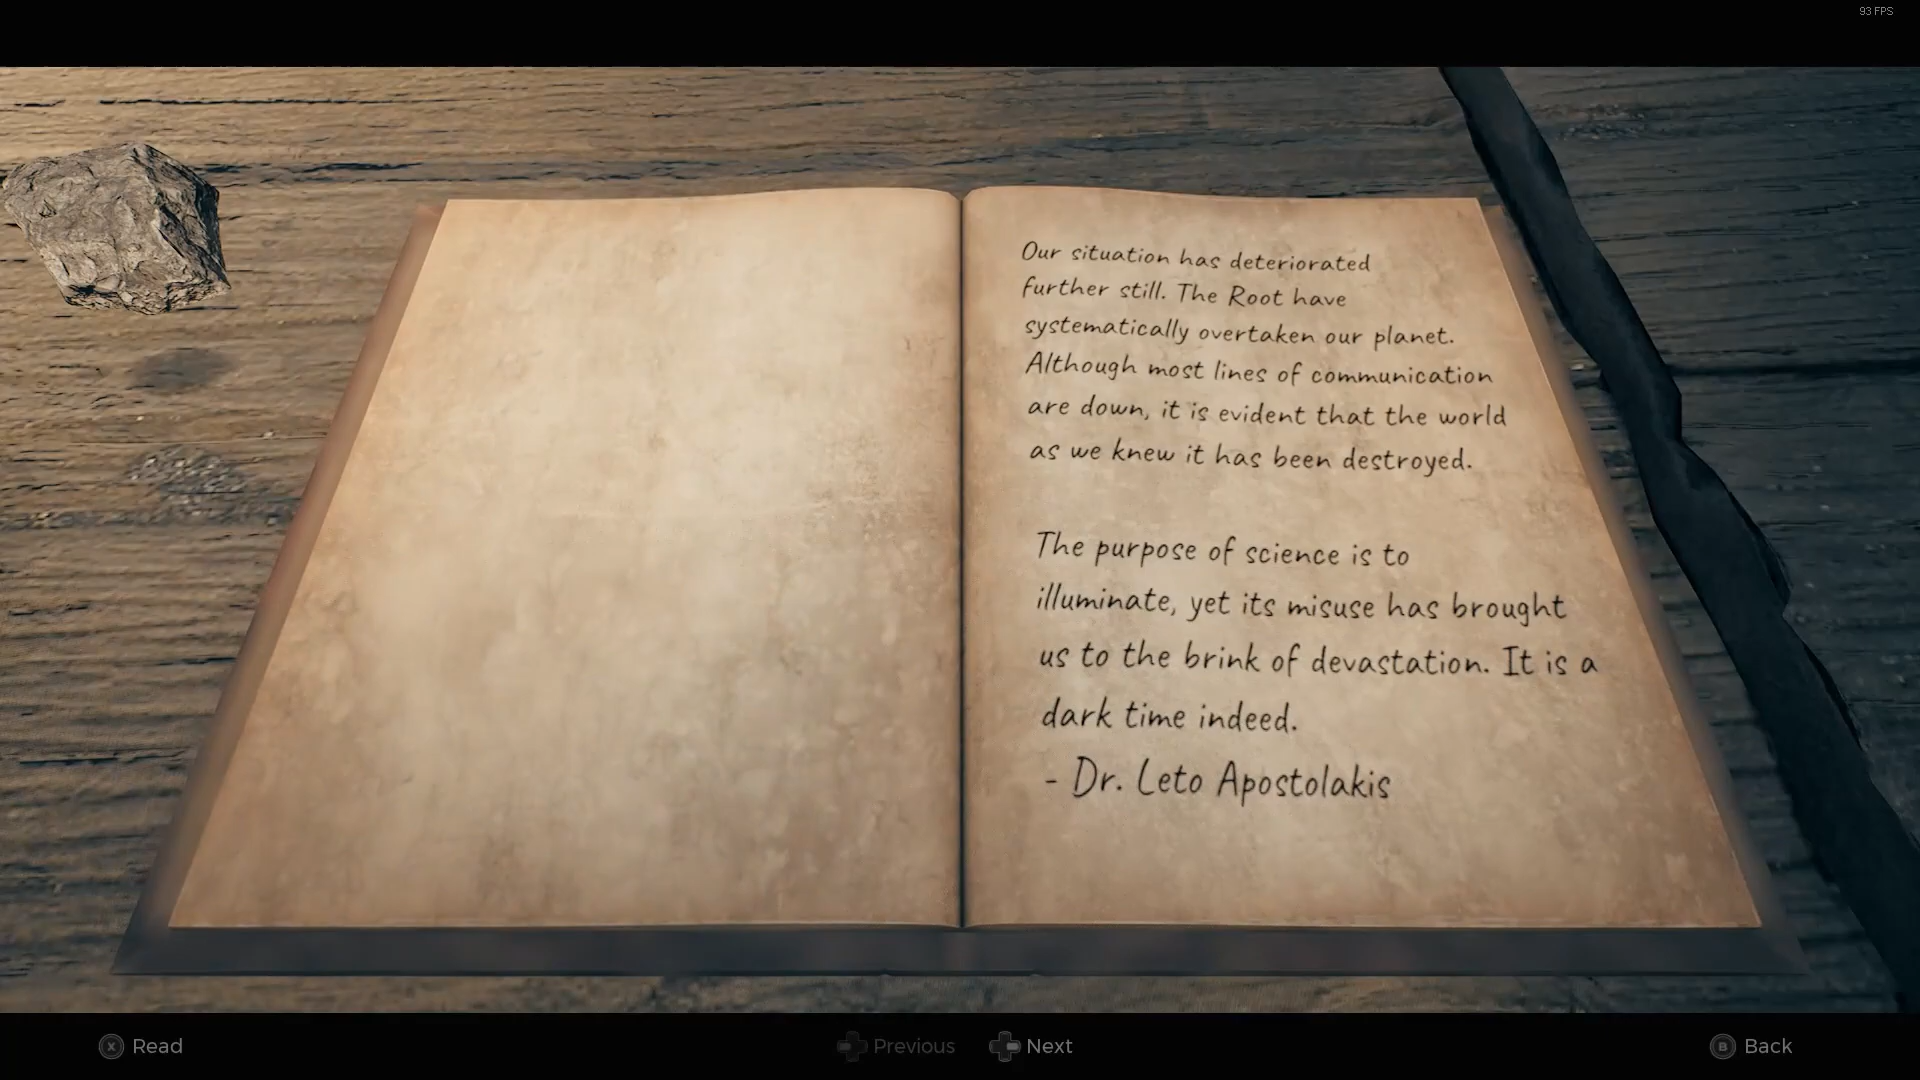 93 FPS
Our situation has deteriorated
further still. The Root have
systematically overtaken our planet.
Although most lines of communication
are down, it is evident that the world
as we knew it has been destroyed.
The purpose of science is to
illuminate, yet its misuse has brought
us to the brink of devastation. It is a
dark time indeed.
- Dr. Leto Apostolakis
X Read
Previous
Next
B Back